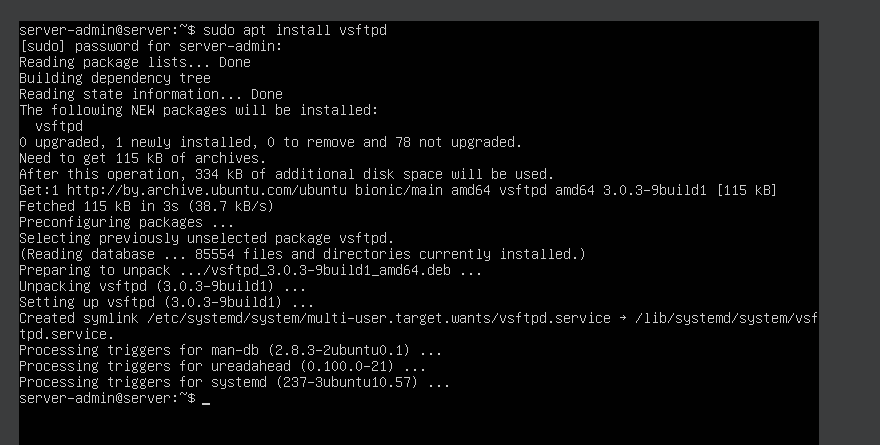 server-admin@server:~$ sudo apt install vsftpd
[sudo] password for server-admin:
Reading package lists... Done
Building dependency tree
Reading state information... Done
The following NEW packages will be installed:
  vsftpd
0 upgraded, 1 newly installed, 0 to remove and 78 not upgraded.
Need to get 115 kB of archives.
After this operation, 334 kB of additional disk space will be used.
Get:1 http://by.archive.ubuntu.com/ubuntu bionic/main amd64 vsftpd amd64 3.0.3-9build1 [115 kB]
Fetched 115 kB in 3s (38.7 kB/s)
Preconfiguring packages ...
Selecting previously unselected package vsftpd.
(Reading database ... 85554 files and directories currently installed.)
Preparing to unpack .../vsftpd_3.0.3-9build1_amd64.deb ...
Unpacking vsftpd (3.0.3-9build1) ...
Setting up vsftpd (3.0.3-9build1) ...
Created symlink /etc/systemd/system/multi-user.target.wants/vsftpd.service → /lib/systemd/system/vsf
tpd.service.
Processing triggers for man-db (2.8.3-2ubuntu0.1) ...
Processing triggers for ureadahead (0.100.0-21) ...
Processing triggers for systemd (237-3ubuntu10.57) ...
server-admin@server:~$ _